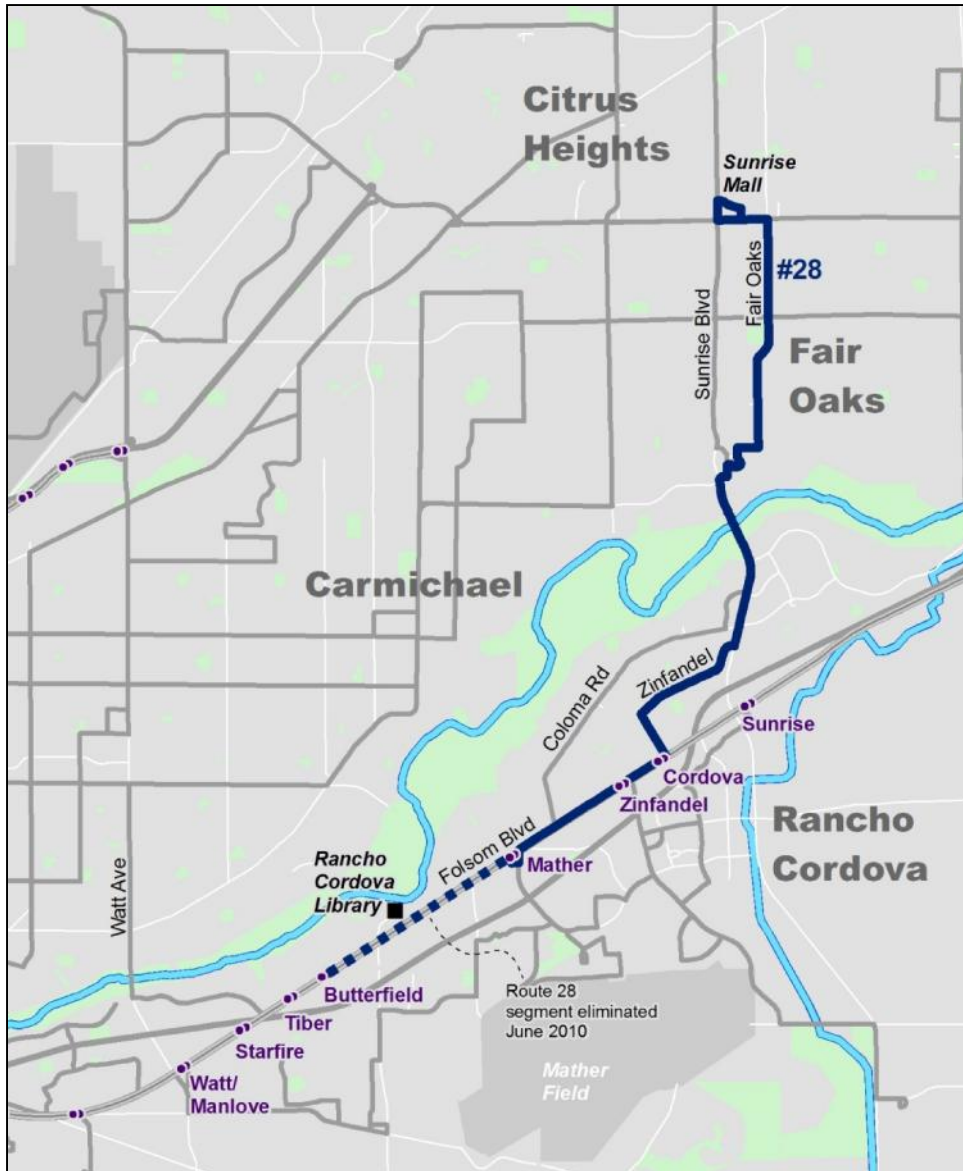 Citrus
Heights
Sunrise
Mall
Fair Oaks
#28
Sunrise Blvd
Fair
Oaks
Carmichael
Zinfandel
Coloma Rd
Sunrise
Cordova
Zinfandel
Rancho
Cordova
Folsom Blvd
Mather
Rancho
Cordova
Library
Watt Ave
Butterfield
Route 28
segment eliminated
June 2010
Tiber
Starfire
Mather
Field
Watt/
Manlove